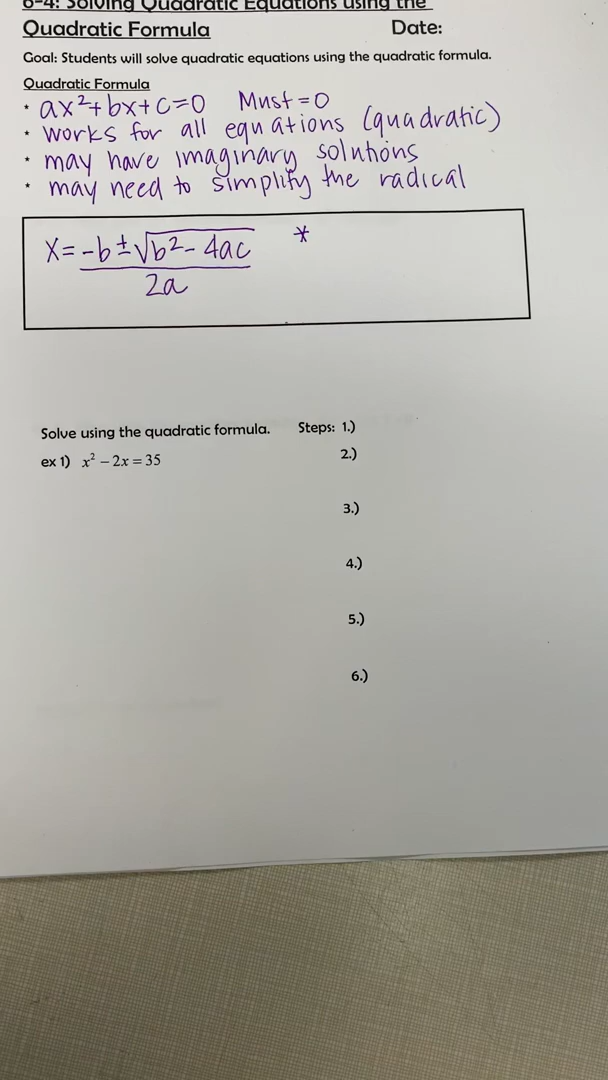 6-4: Solving Quadratic Equations using the
Quadratic Formula Date:
Goal: Students will solve quadratic equations using the quadratic formula.
Quadratic Formula
* ax²+bx+c=0 Must=0
* works for all equations (quadratic)
* may have imaginary solutions
* may need to simplify the radical
x = (-b±√(b²-4ac))/(2a) *
Solve using the quadratic formula. Steps: 1.)
ex 1) x² – 2x = 35 2.)
3.)
4.)
5.)
6.)